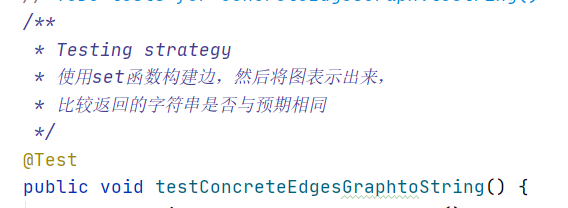 /**
 * Testing strategy
 * 使用set函数构建边，然后将图表示出来，
 * 比较返回的字符串是否与预期相同
 */
@Test
public void testConcreteEdgesGraphtoString() {